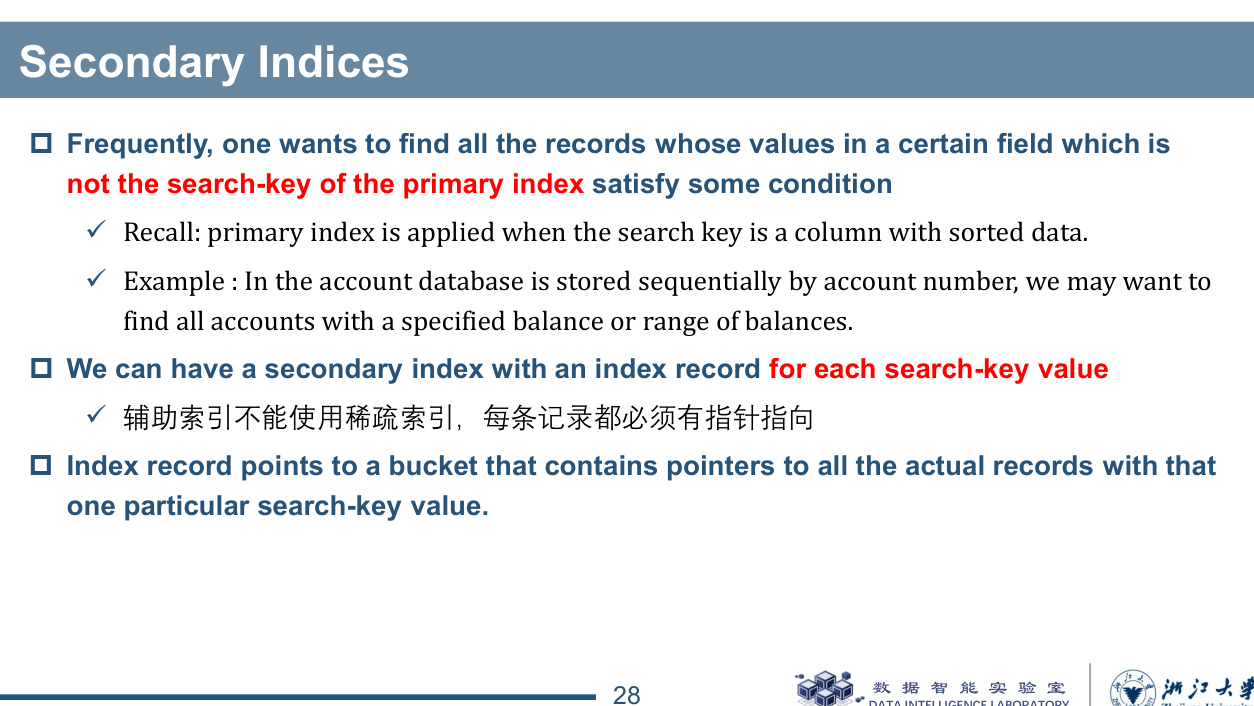 Secondary Indices
Frequently, one wants to find all the records whose values in a certain field which is
not the search-key of the primary index satisfy some condition
Recall: primary index is applied when the search key is a column with sorted data.
Example : In the account database is stored sequentially by account number, we may want to
find all accounts with a specified balance or range of balances.
We can have a secondary index with an index record for each search-key value
辅助索引不能使用稀疏索引，每条记录都必须有指针指向
Index record points to a bucket that contains pointers to all the actual records with that
one particular search-key value.
28
数据智能实验室
DATA INTELLIGENCE LABORATORY
浙江大学
Zhejiang University